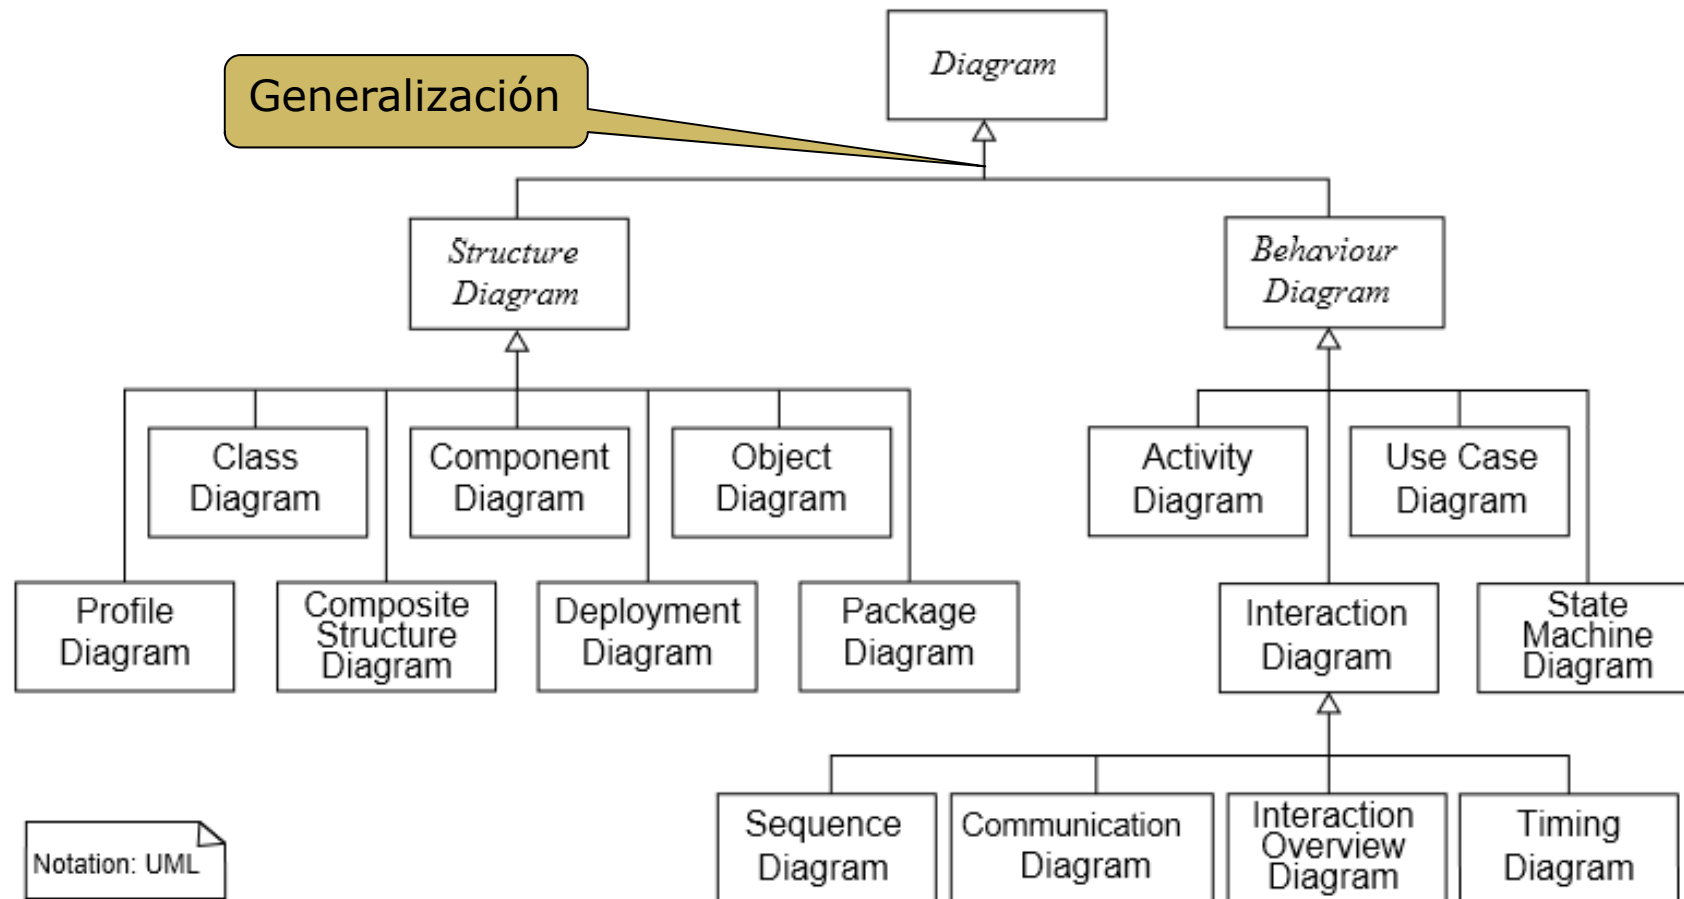 Diagram
Generalización
Structure
Diagram
Behaviour
Diagram
Class
Diagram
Component
Diagram
Object
Diagram
Activity
Diagram
Use Case
Diagram
Profile
Diagram
Composite
Structure
Diagram
Deployment
Diagram
Package
Diagram
Interaction
Diagram
State
Machine
Diagram
Sequence
Diagram
Communication
Diagram
Interaction
Overview
Diagram
Timing
Diagram
Notation: UML